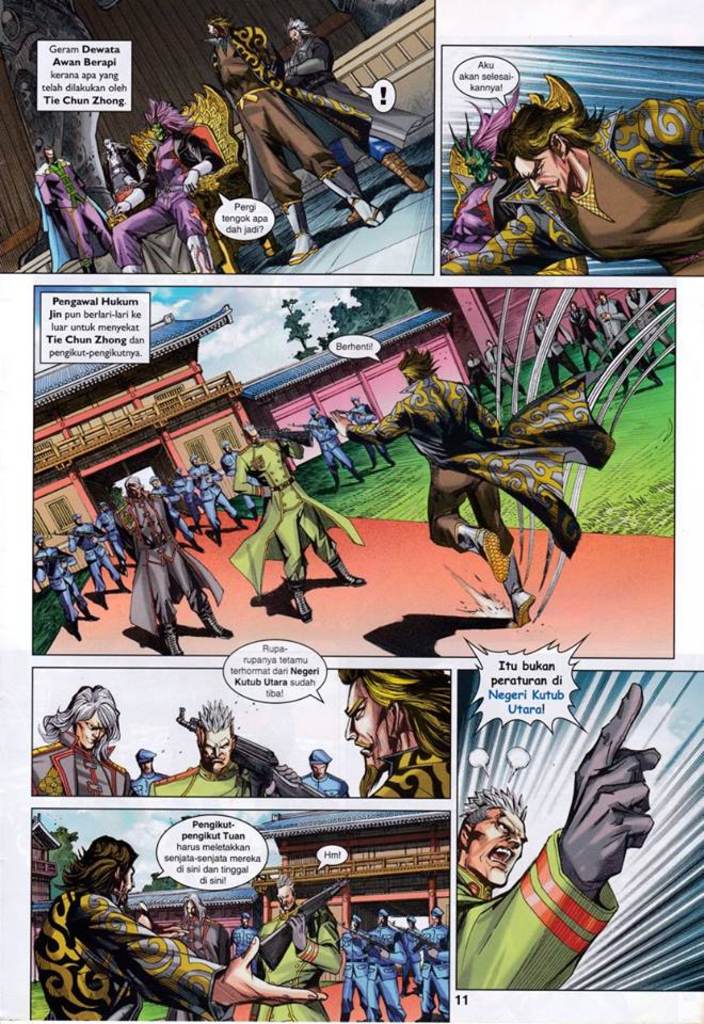 Geram Dewata
Awan Berapi
kerana apa yang
telah dilakukan oleh
Tie Chun Zhong.
!
Pergi
tengok apa
dah jadi?
Aku
akan selesai-
kannya!
Pengawal Hukum
Jin pun berlari-lari ke
luar untuk menyekat
Tie Chun Zhong dan
pengikut-pengikutnya.
Berhenti!
Rupa-
rupanya tetamu
terhormat dari Negeri
Kutub Utara sudah
tiba!
Itu bukan
peraturan di
Negeri Kutub
Utara!
Pengikut-
pengikut Tuan
harus meletakkan
senjata-senjata mereka
di sini dan tinggal
di sini!
Hm!
11